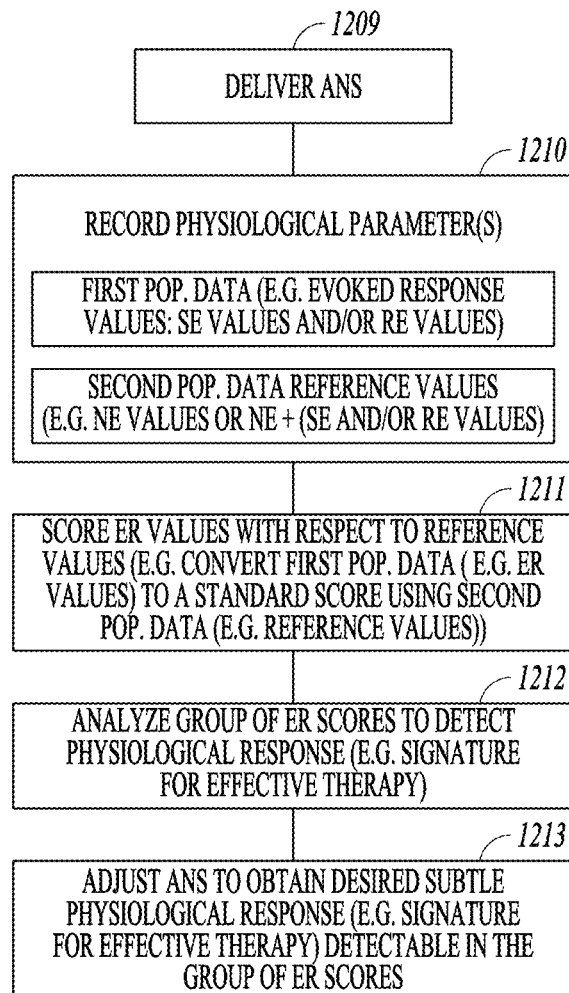 1209
DELIVER ANS
1210
RECORD PHYSIOLOGICAL PARAMETER(S)
FIRST POP. DATA (E.G. EVOKED RESPONSE
VALUES: SE VALUES AND/OR RE VALUES)
SECOND POP. DATA REFERENCE VALUES
(E.G. NE VALUES OR NE + (SE AND/OR RE VALUES)
1211
SCORE ER VALUES WITH RESPECT TO REFERENCE
VALUES (E.G. CONVERT FIRST POP. DATA ( E.G. ER
VALUES) TO A STANDARD SCORE USING SECOND
POP. DATA (E.G. REFERENCE VALUES))
1212
ANALYZE GROUP OF ER SCORES TO DETECT
PHYSIOLOGICAL RESPONSE (E.G. SIGNATURE
FOR EFFECTIVE THERAPY)
1213
ADJUST ANS TO OBTAIN DESIRED SUBTLE
PHYSIOLOGICAL RESPONSE (E.G. SIGNATURE
FOR EFFECTIVE THERAPY) DETECTABLE IN THE
GROUP OF ER SCORES